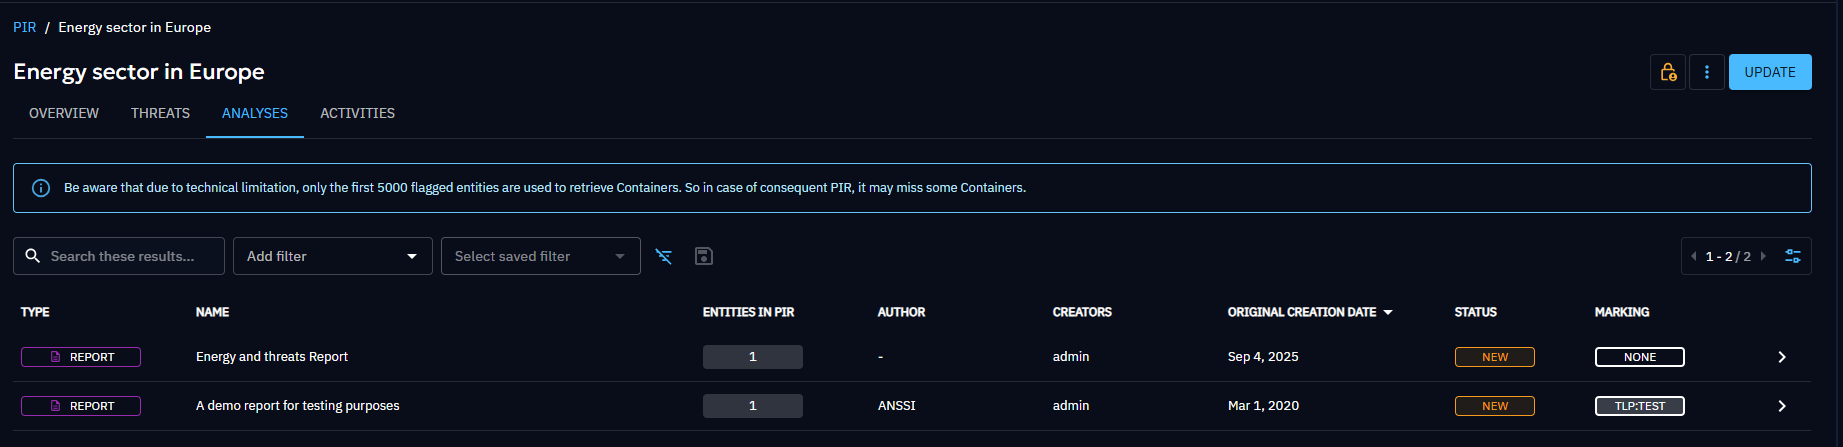 PIR / Energy sector in Europe
Energy sector in Europe
UPDATE
OVERVIEW THREATS ANALYSES ACTIVITIES
Be aware that due to technical limitation, only the first 5000 flagged entities are used to retrieve Containers. So in case of consequent PIR, it may miss some Containers.
Search these results... Add filter Select saved filter 1 - 2 / 2
TYPE NAME ENTITIES IN PIR AUTHOR CREATORS ORIGINAL CREATION DATE STATUS MARKING
REPORT Energy and threats Report 1 - admin Sep 4, 2025 NEW NONE
REPORT A demo report for testing purposes 1 ANSSI admin Mar 1, 2020 NEW TLP:TEST